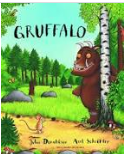 GRUFFALO
Julia Donaldson
Axel Scheffler